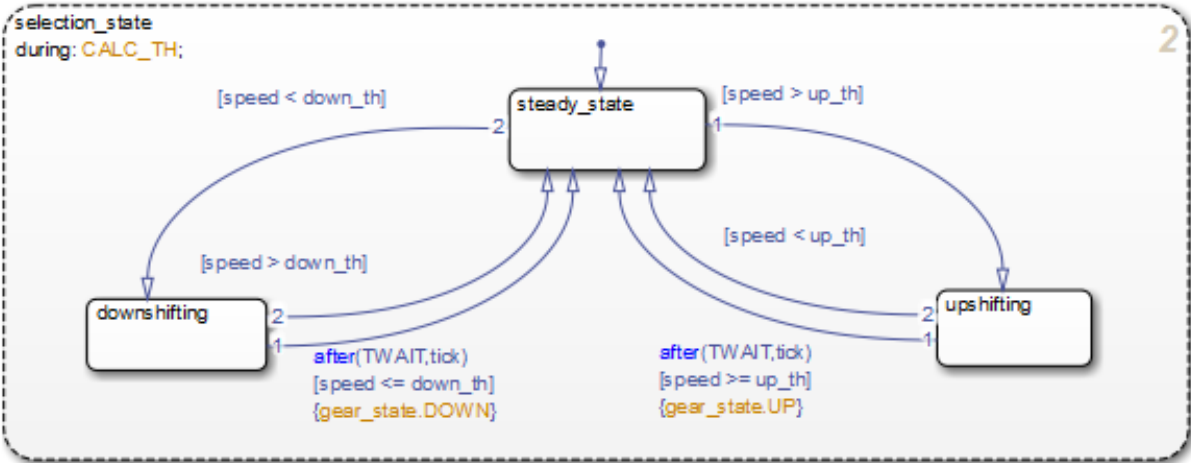 selection_state
during: CALC_TH;
2
[speed < down_th]
steady_state
[speed > up_th]
2
1
[speed > down_th]
[speed < up_th]
downshifting
2
1
upshifting
2
1
after(TWAIT,tick)
[speed <= down_th]
{gear_state.DOWN}
after(TWAIT,tick)
[speed >= up_th]
{gear_state.UP}